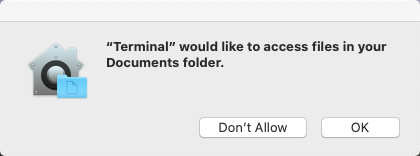 “Terminal” would like to access files in your
Documents folder.
Don’t Allow
OK